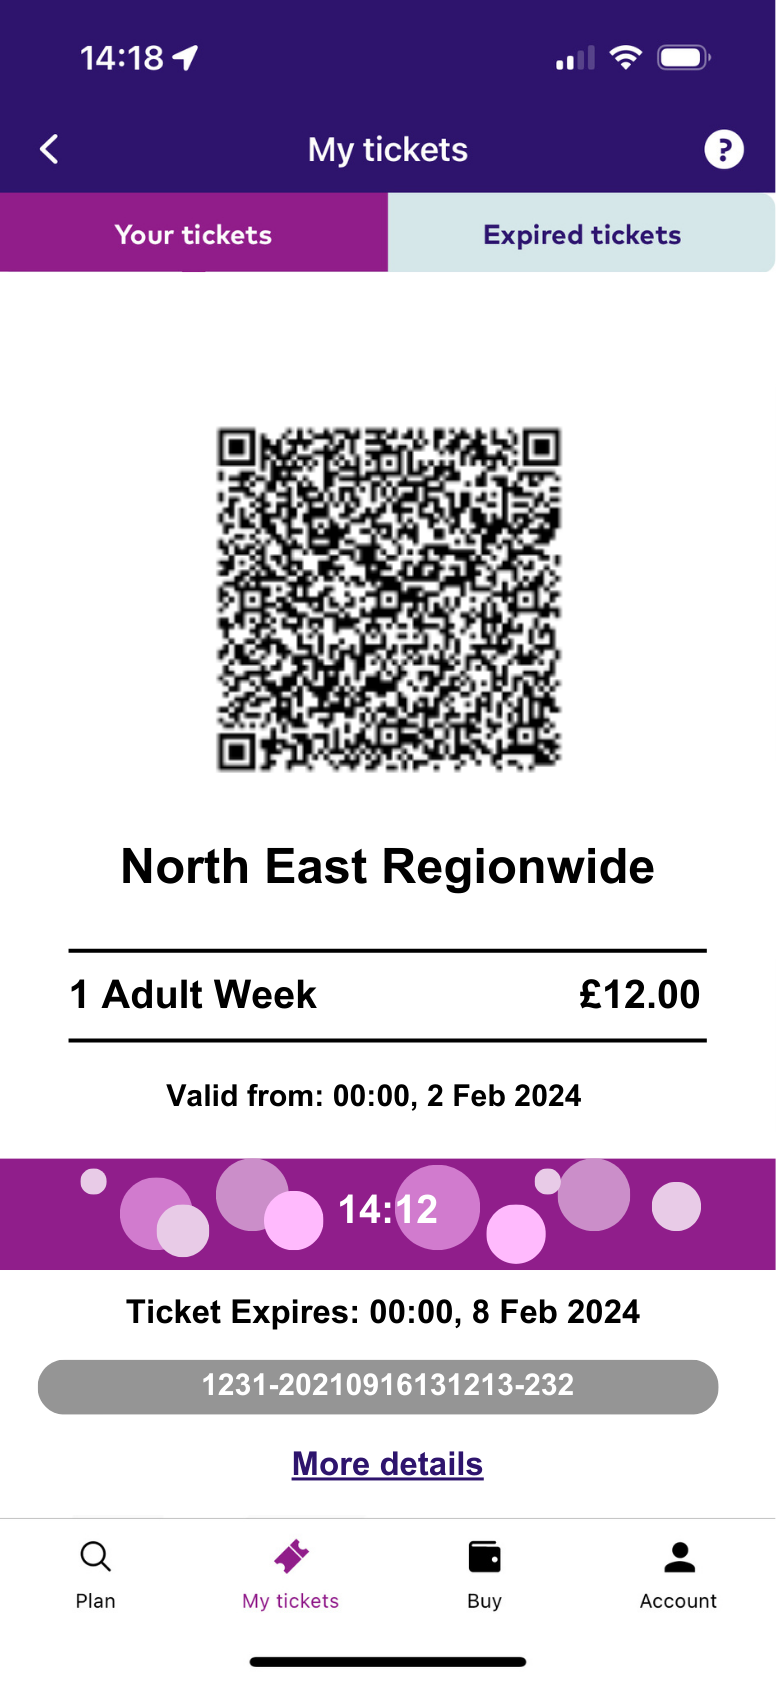 14:18
My tickets
?
Your tickets
Expired tickets
North East Regionwide
1 Adult Week £12.00
Valid from: 00:00, 2 Feb 2024
14:12
Ticket Expires: 00:00, 8 Feb 2024
1231-20210916131213-232
More details
Plan
My tickets
Buy
Account